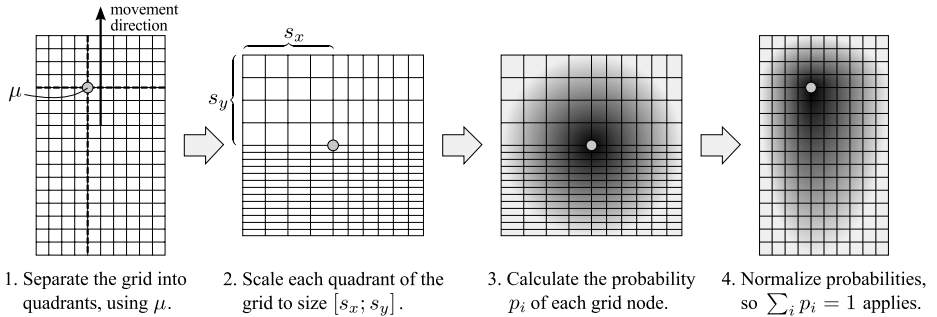 movement
direction
μ
s_x
s_y
1. Separate the grid into
quadrants, using μ.
2. Scale each quadrant of the
grid to size [s_x; s_y].
3. Calculate the probability
p_i of each grid node.
4. Normalize probabilities,
so ∑_i p_i = 1 applies.